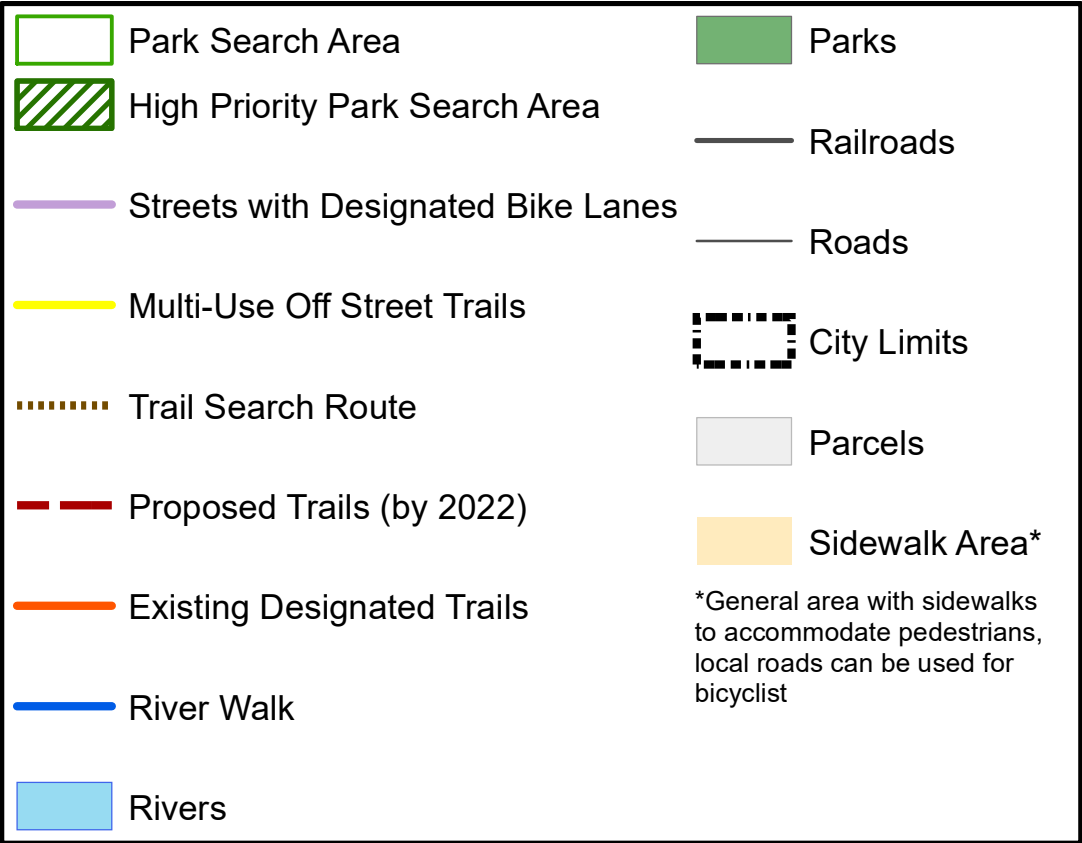 Park Search Area
High Priority Park Search Area
Streets with Designated Bike Lanes
Multi-Use Off Street Trails
Trail Search Route
Proposed Trails (by 2022)
Existing Designated Trails
River Walk
Rivers
Parks
Railroads
Roads
City Limits
Parcels
Sidewalk Area*
*General area with sidewalks
to accommodate pedestrians,
local roads can be used for
bicyclist